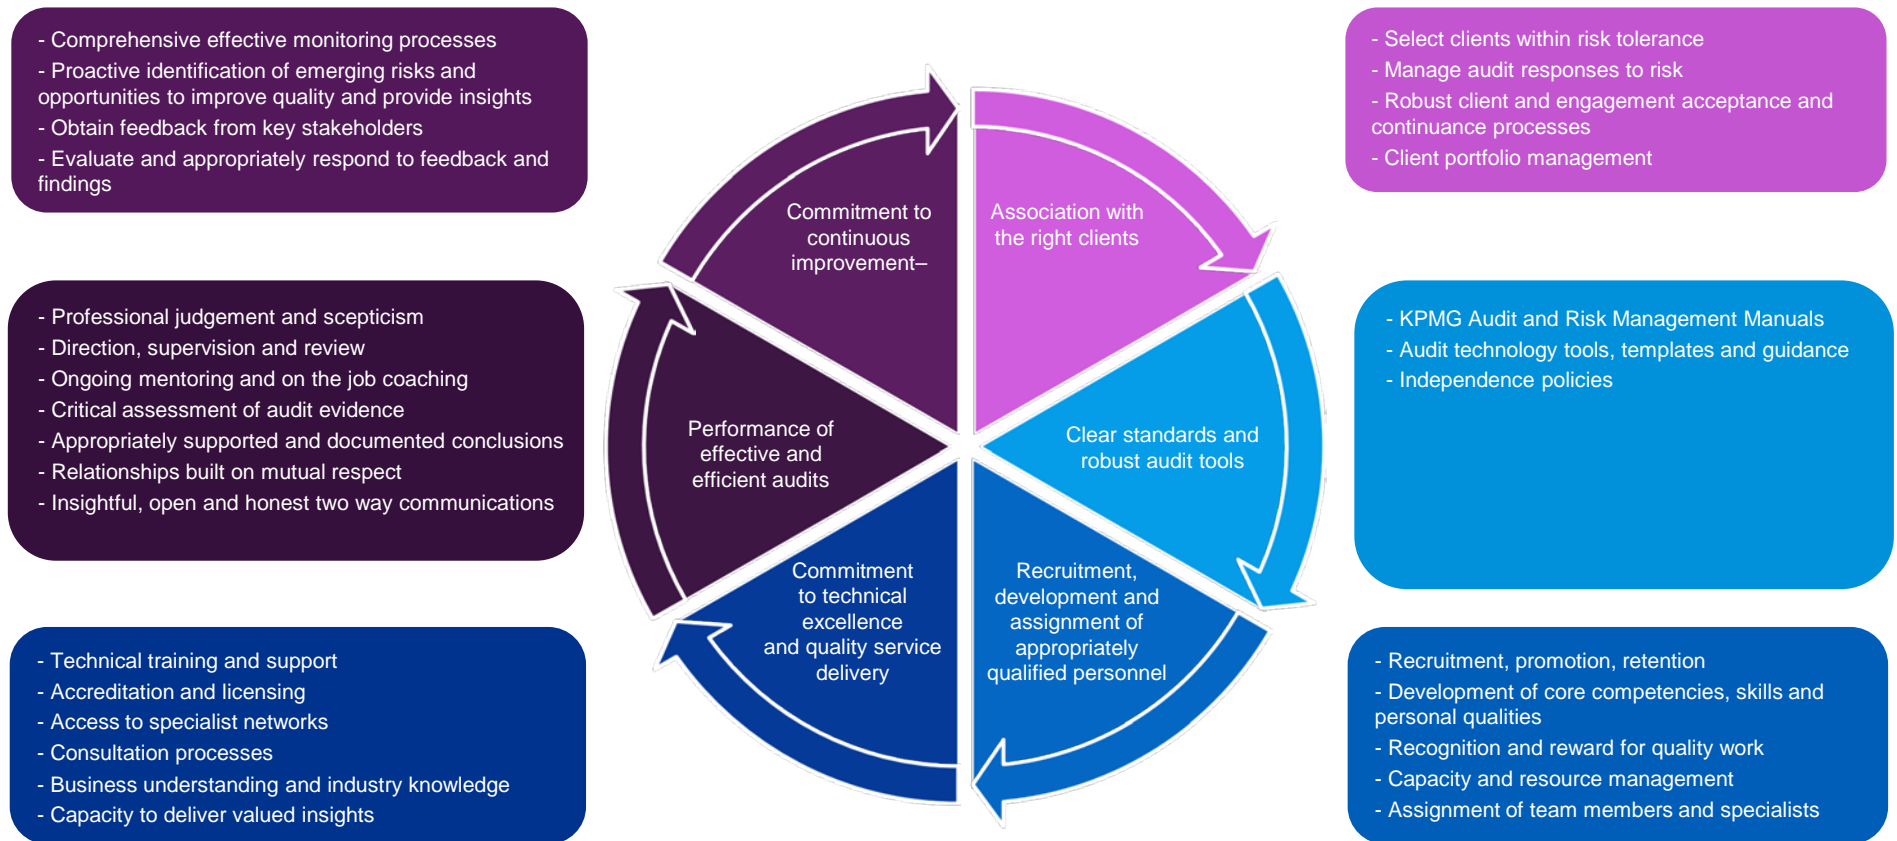 - Comprehensive effective monitoring processes
- Proactive identification of emerging risks and
opportunities to improve quality and provide insights
- Obtain feedback from key stakeholders
- Evaluate and appropriately respond to feedback and
findings
- Select clients within risk tolerance
- Manage audit responses to risk
- Robust client and engagement acceptance and
continuance processes
- Client portfolio management
Commitment to
continuous
improvement–
Association with
the right clients
- Professional judgement and scepticism
- Direction, supervision and review
- Ongoing mentoring and on the job coaching
- Critical assessment of audit evidence
- Appropriately supported and documented conclusions
- Relationships built on mutual respect
- Insightful, open and honest two way communications
Performance of
effective and
efficient audits
Clear standards and
robust audit tools
- KPMG Audit and Risk Management Manuals
- Audit technology tools, templates and guidance
- Independence policies
Commitment
to technical
excellence
and quality service
delivery
Recruitment,
development and
assignment of
appropriately
qualified personnel
- Technical training and support
- Accreditation and licensing
- Access to specialist networks
- Consultation processes
- Business understanding and industry knowledge
- Capacity to deliver valued insights
- Recruitment, promotion, retention
- Development of core competencies, skills and
personal qualities
- Recognition and reward for quality work
- Capacity and resource management
- Assignment of team members and specialists